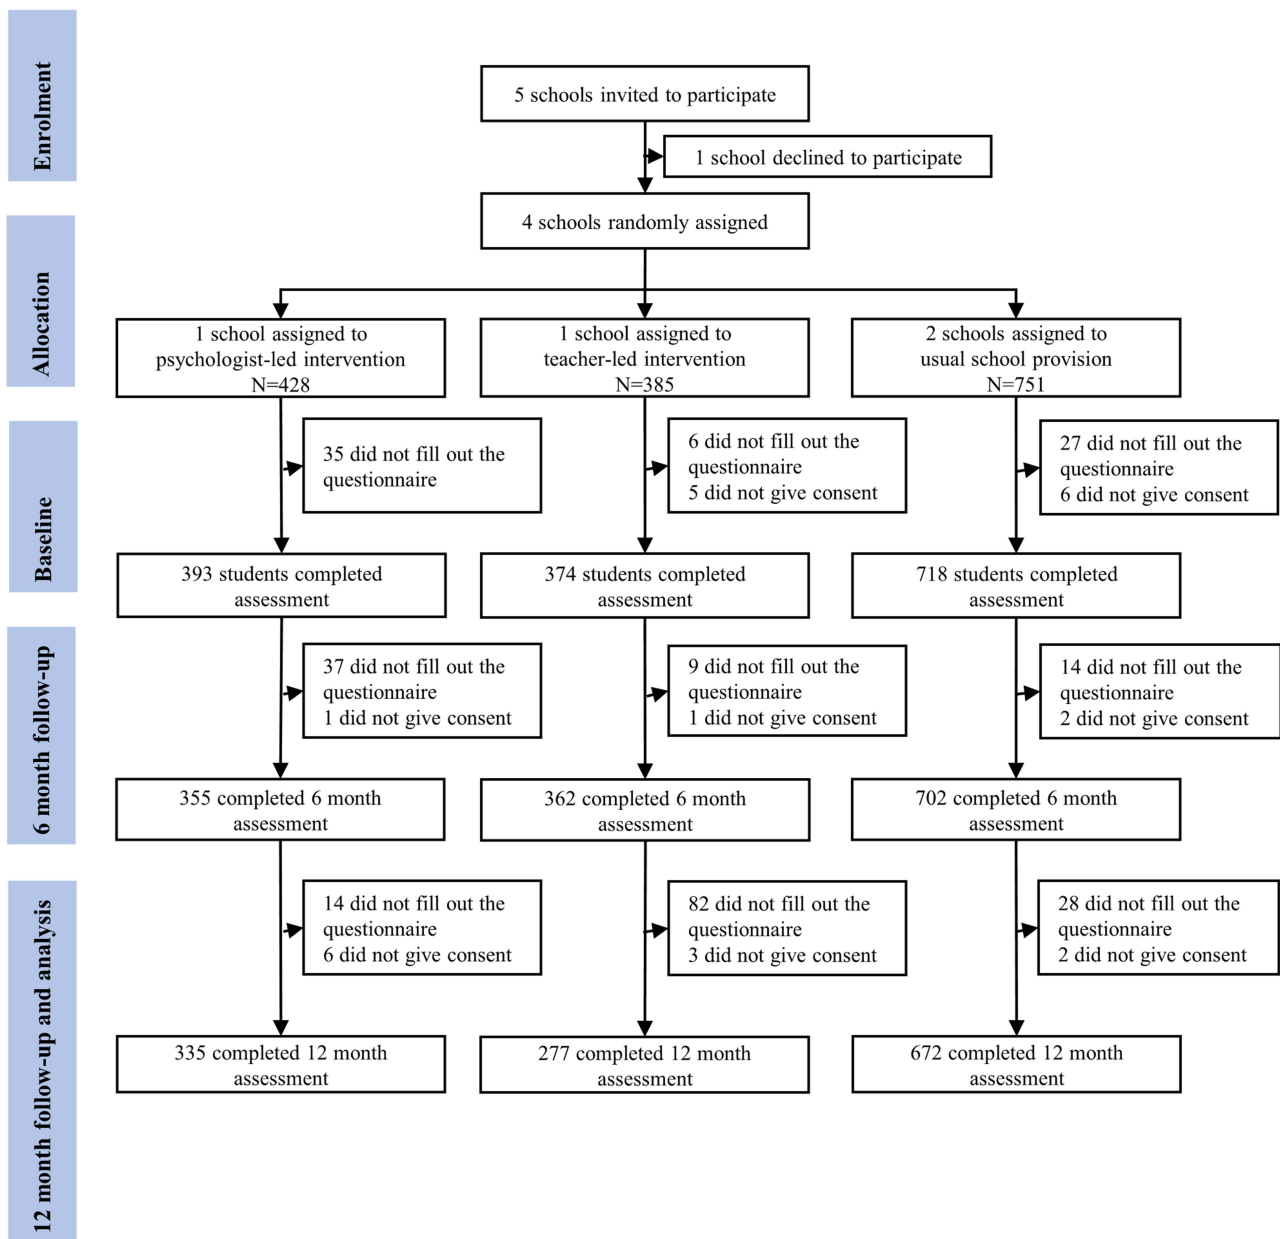 Enrolment
5 schools invited to participate
1 school declined to participate
4 schools randomly assigned
Allocation
1 school assigned to
psychologist-led intervention
N=428
1 school assigned to
teacher-led intervention
N=385
2 schools assigned to
usual school provision
N=751
Baseline
35 did not fill out the
questionnaire
6 did not fill out the
questionnaire
5 did not give consent
27 did not fill out the
questionnaire
6 did not give consent
393 students completed
assessment
374 students completed
assessment
718 students completed
assessment
6 month follow-up
37 did not fill out the
questionnaire
1 did not give consent
9 did not fill out the
questionnaire
1 did not give consent
14 did not fill out the
questionnaire
2 did not give consent
355 completed 6 month
assessment
362 completed 6 month
assessment
702 completed 6 month
assessment
12 month follow-up and analysis
14 did not fill out the
questionnaire
6 did not give consent
82 did not fill out the
questionnaire
3 did not give consent
28 did not fill out the
questionnaire
2 did not give consent
335 completed 12 month
assessment
277 completed 12 month
assessment
672 completed 12 month
assessment